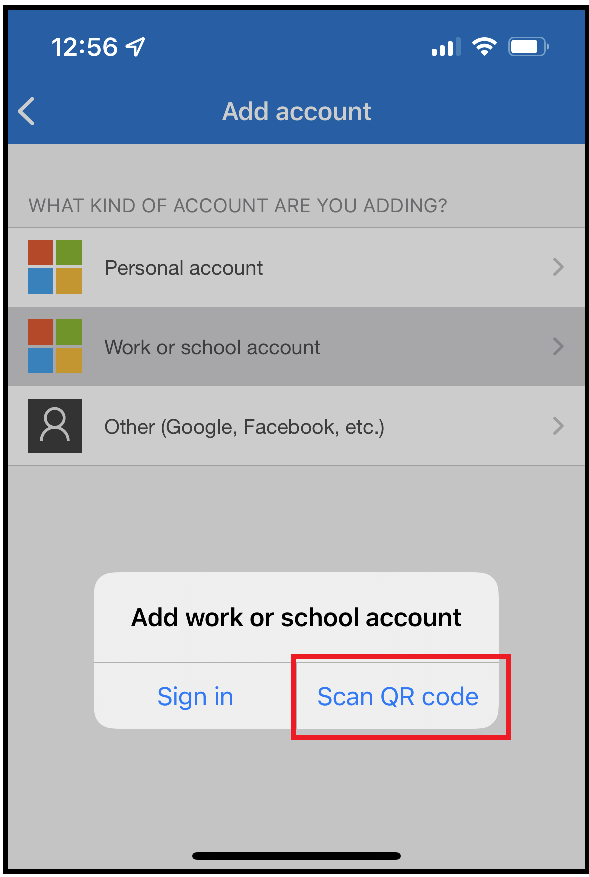 12:56
Add account
WHAT KIND OF ACCOUNT ARE YOU ADDING?
Personal account
Work or school account
Other (Google, Facebook, etc.)
Add work or school account
Sign in
Scan QR code